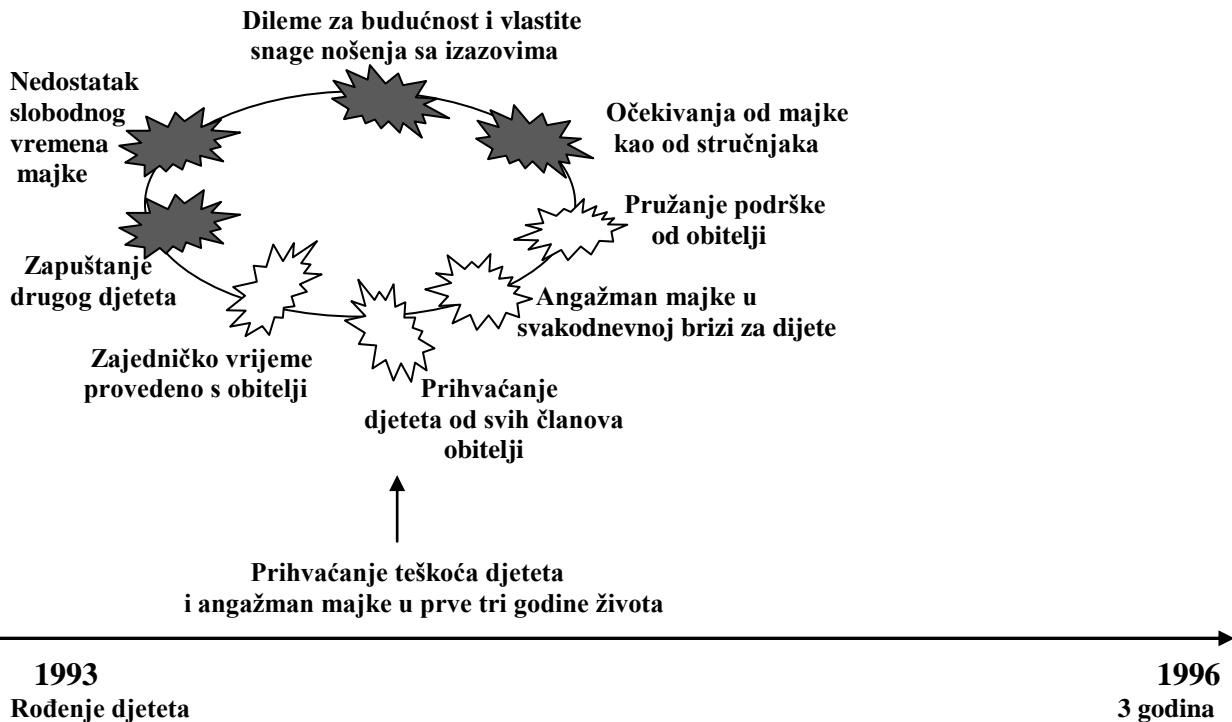 Dileme za budućnost i vlastite
snage nošenja sa izazovima
Nedostatak
slobodnog
vremena
majke
Očekivanja od majke
kao od stručnjaka
Pružanje podrške
od obitelji
Zapuštanje
drugog djeteta
Angažman majke u
svakodnevnoj brizi za dijete
Zajedničko vrijeme
provedeno s obitelji
Prihvaćanje
djeteta od svih članova
obitelji
Prihvaćanje teškoća djeteta
i angažman majke u prve tri godine života
1993
Rođenje djeteta
1996
3 godina